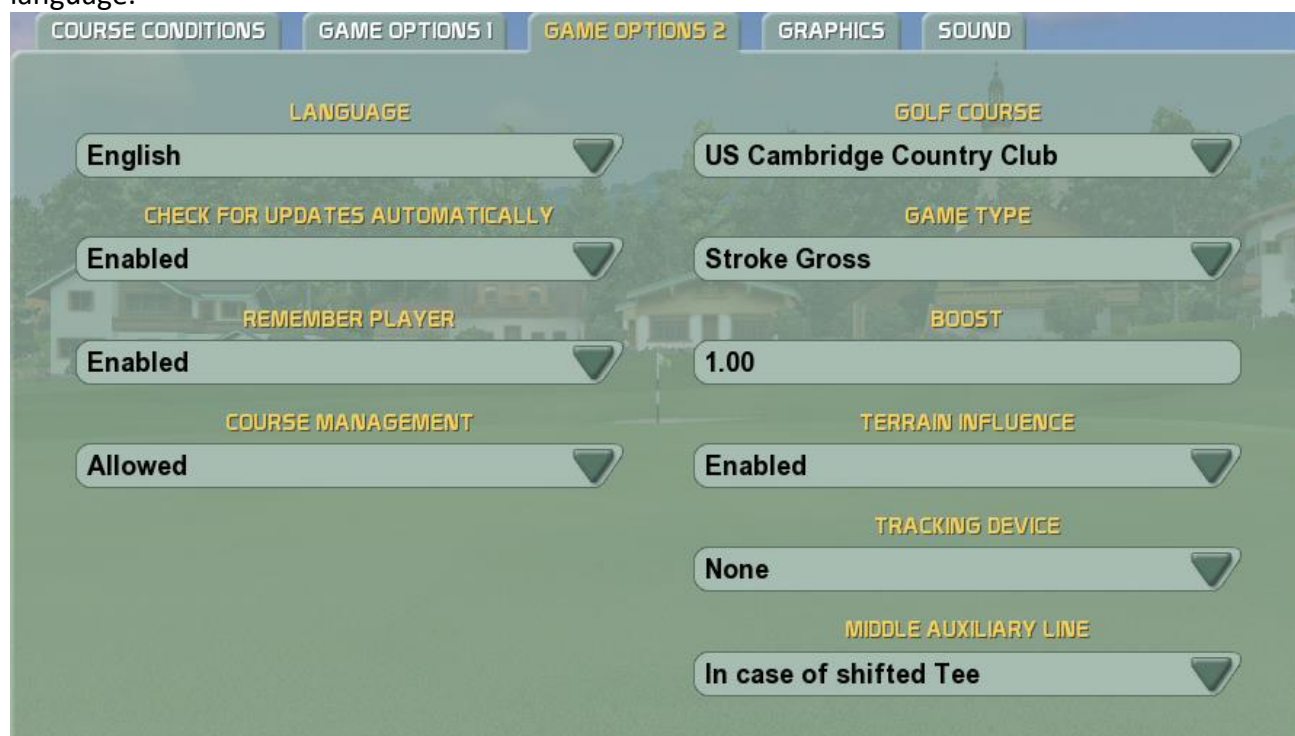 language.
COURSE CONDITIONS GAME OPTIONS 1 GAME OPTIONS 2 GRAPHICS SOUND
LANGUAGE
English
CHECK FOR UPDATES AUTOMATICALLY
Enabled
REMEMBER PLAYER
Enabled
COURSE MANAGEMENT
Allowed
GOLF COURSE
US Cambridge Country Club
GAME TYPE
Stroke Gross
BOOST
1.00
TERRAIN INFLUENCE
Enabled
TRACKING DEVICE
None
MIDDLE AUXILIARY LINE
In case of shifted Tee